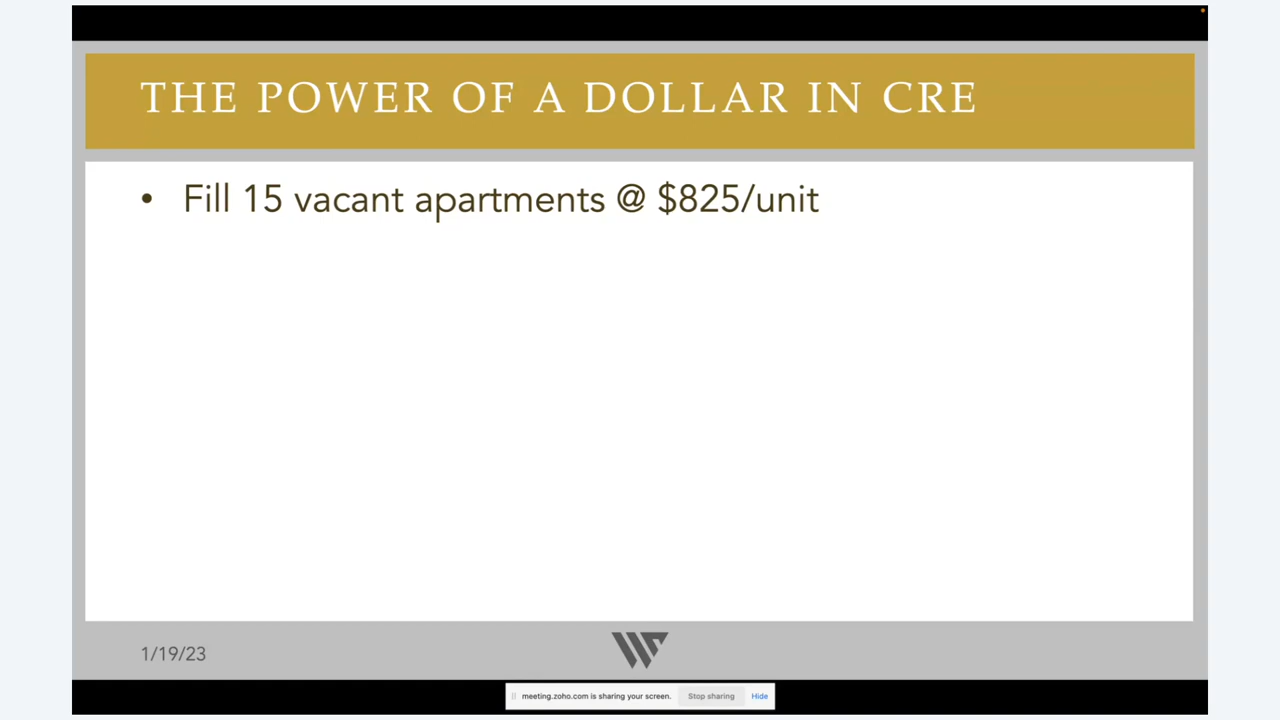 THE POWER OF A DOLLAR IN CRE
• Fill 15 vacant apartments @ $825/unit
1/19/23
meeting.zoho.com is sharing your screen. Stop sharing Hide